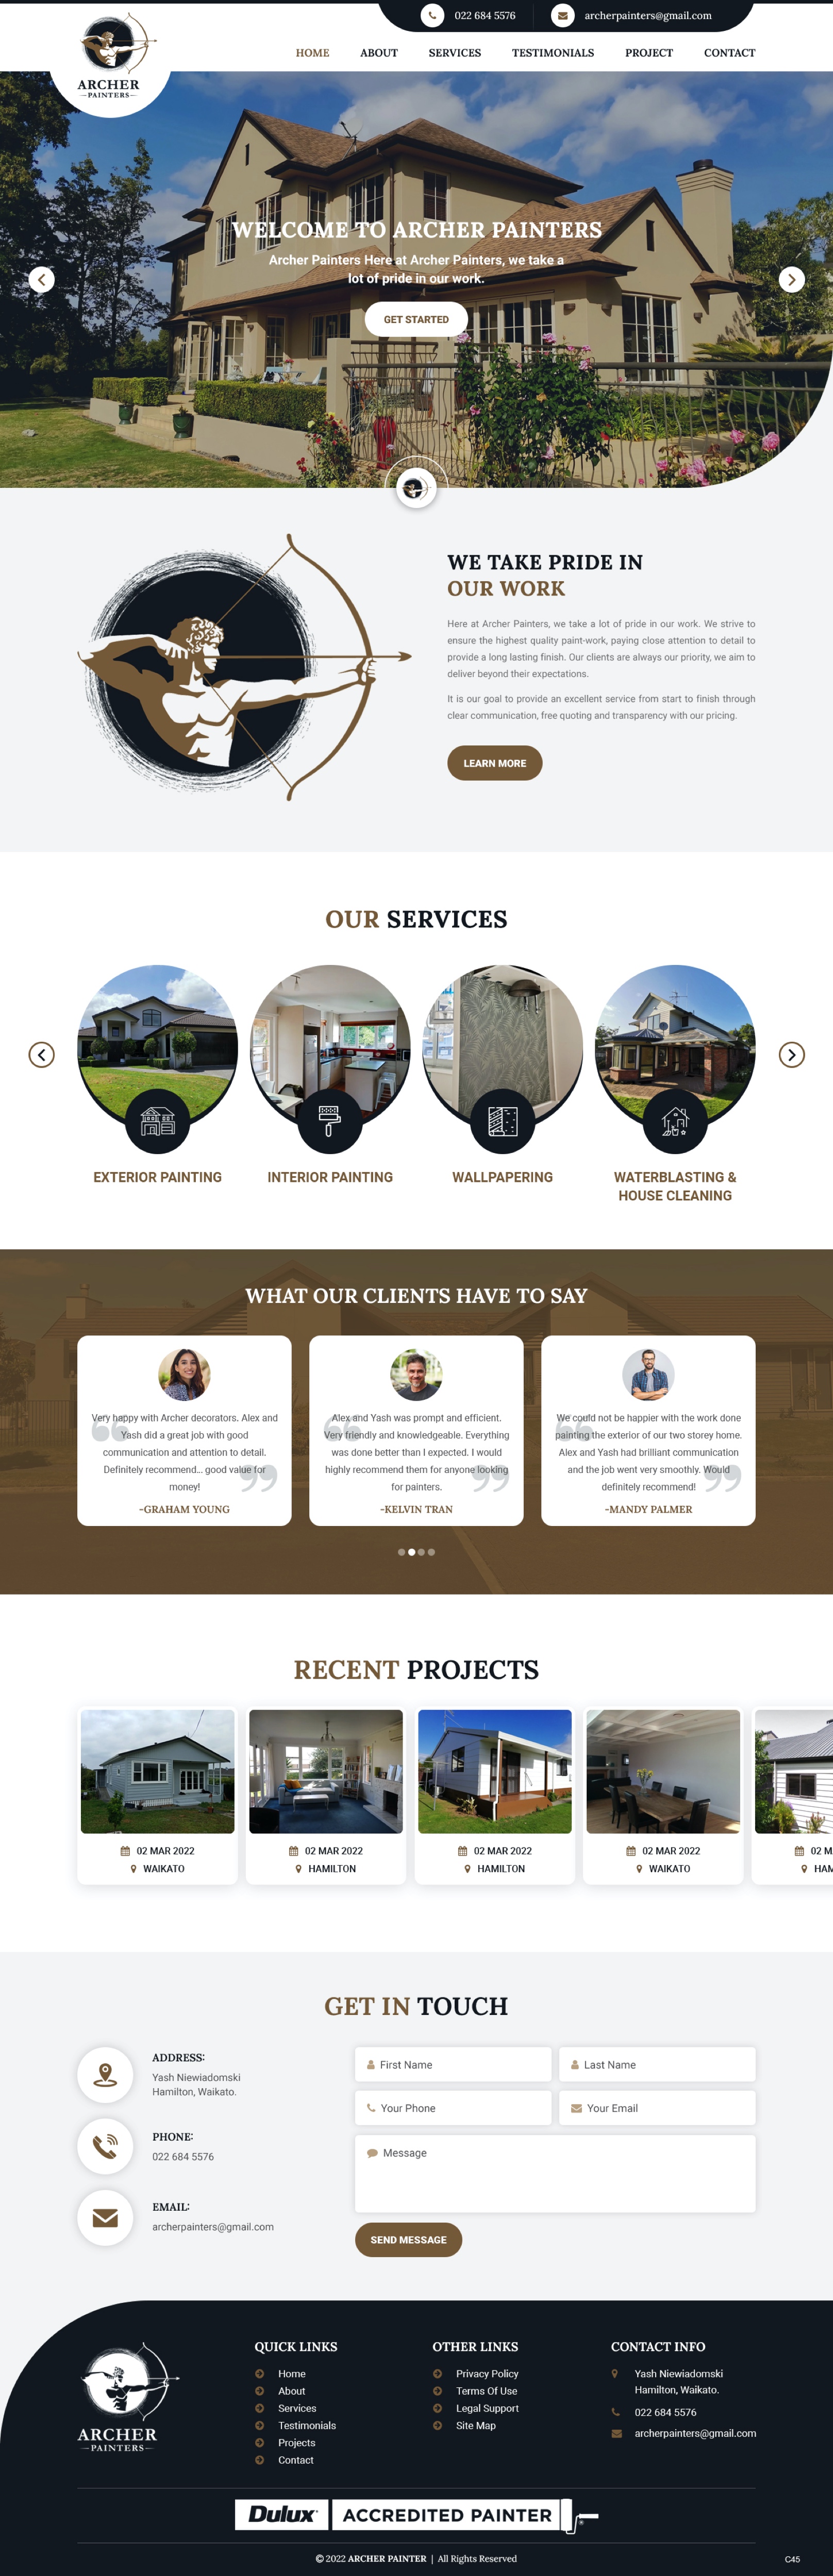 022 684 5576
archerpainters@gmail.com
ARCHER
PAINTERS
HOME
ABOUT
SERVICES
TESTIMONIALS
PROJECT
CONTACT
WELCOME TO ARCHER PAINTERS
Archer Painters Here at Archer Painters, we take a
lot of pride in our work.
GET STARTED
WE TAKE PRIDE IN
OUR WORK
Here at Archer Painters, we take a lot of pride in our work. We strive to
ensure the highest quality paint-work, paying close attention to detail to
provide a long lasting finish. Our clients are always our priority, we aim to
deliver beyond their expectations.
It is our goal to provide an excellent service from start to finish through
clear communication, free quoting and transparency with our pricing.
LEARN MORE
OUR SERVICES
EXTERIOR PAINTING
INTERIOR PAINTING
WALLPAPERING
WATERBLASTING &
HOUSE CLEANING
WHAT OUR CLIENTS HAVE TO SAY
Very happy with Archer decorators. Alex and
Yash did a great job with good
communication and attention to detail.
Definitely recommend... good value for
money!
-GRAHAM YOUNG
Alex and Yash was prompt and efficient.
Very friendly and knowledgeable. Everything
was done better than I expected. I would
highly recommend them for anyone looking
for painters.
-KELVIN TRAN
We could not be happier with the work done
painting the exterior of our two storey home.
Alex and Yash had brilliant communication
and the job went very smoothly. Would
definitely recommend!
-MANDY PALMER
RECENT PROJECTS
02 MAR 2022
WAIKATO
02 MAR 2022
HAMILTON
02 MAR 2022
HAMILTON
02 MAR 2022
WAIKATO
02 M
HAM
GET IN TOUCH
ADDRESS:
Yash Niewiadomski
Hamilton, Waikato.
PHONE:
022 684 5576
EMAIL:
archerpainters@gmail.com
First Name
Last Name
Your Phone
Your Email
Message
SEND MESSAGE
ARCHER
PAINTERS
QUICK LINKS
Home
About
Services
Testimonials
Projects
Contact
OTHER LINKS
Privacy Policy
Terms Of Use
Legal Support
Site Map
CONTACT INFO
Yash Niewiadomski
Hamilton, Waikato.
022 684 5576
archerpainters@gmail.com
Dulux ACCREDITED PAINTER
© 2022 ARCHER PAINTER | All Rights Reserved
C45